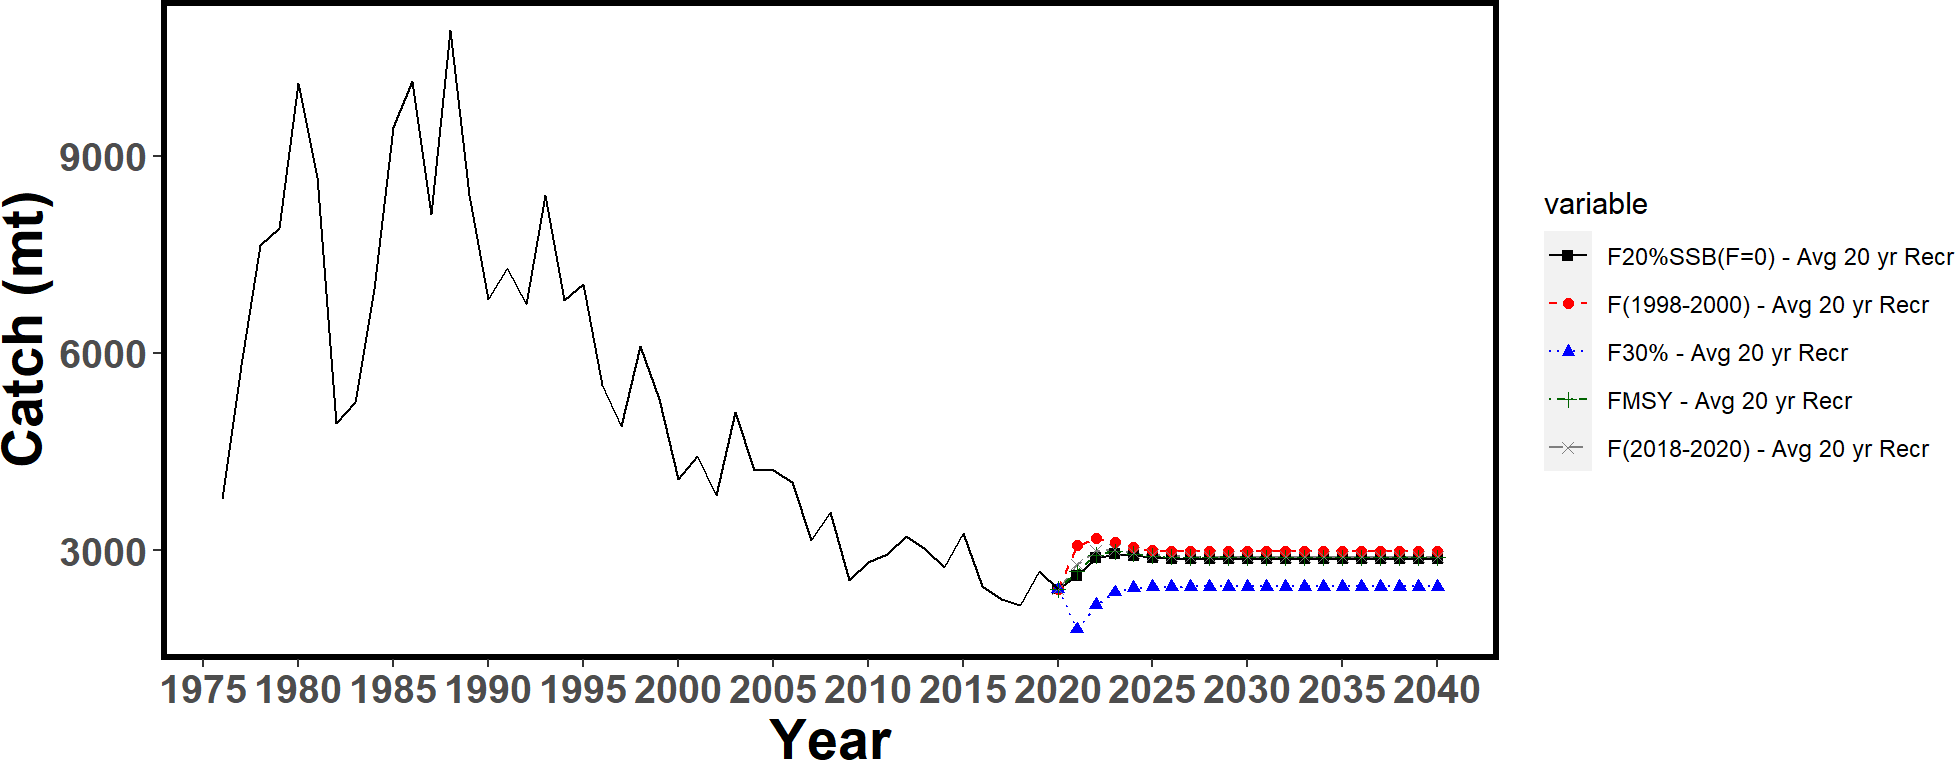 Catch (mt)
9000
6000
3000
1975 1980 1985 1990 1995 2000 2005 2010 2015 2020 2025 2030 2035 2040
Year
variable
F20%SSB(F=0) - Avg 20 yr Recr
F(1998-2000) - Avg 20 yr Recr
F30% - Avg 20 yr Recr
FMSY - Avg 20 yr Recr
F(2018-2020) - Avg 20 yr Recr